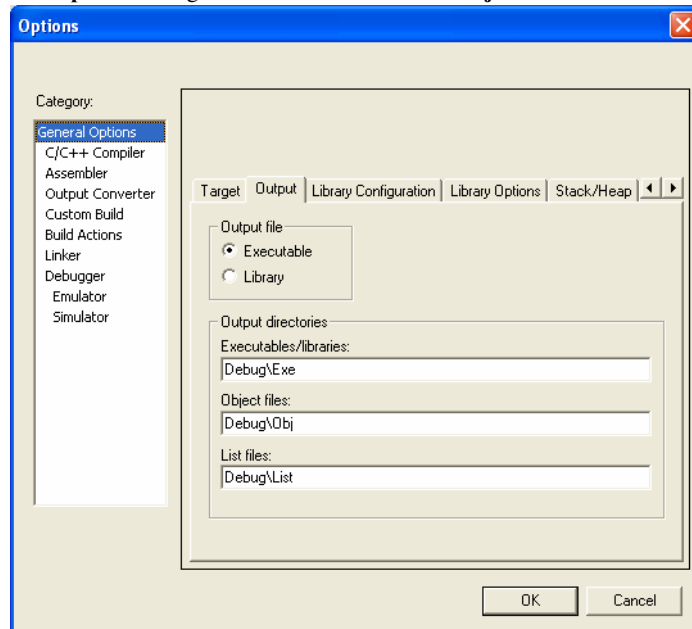 Options
Category:
General Options
C/C++ Compiler
Assembler
Output Converter
Custom Build
Build Actions
Linker
Debugger
Emulator
Simulator
Target Output Library Configuration Library Options Stack/Heap
Output file
Executable
Library
Output directories
Executables/libraries:
Debug\Exe
Object files:
Debug\Obj
List files:
Debug\List
OK Cancel